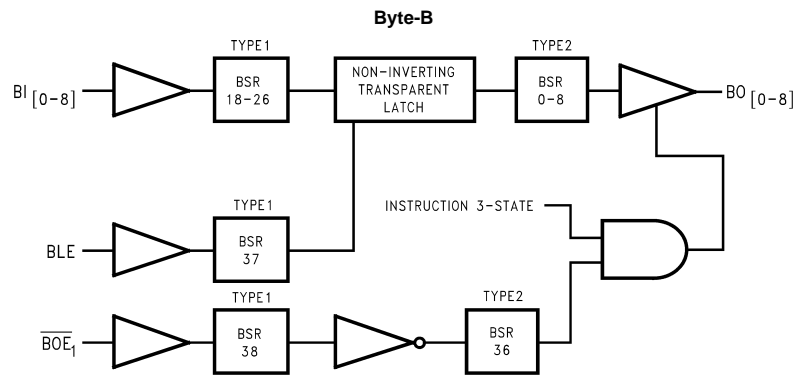 Byte-B
TYPE1
TYPE2
BI [0-8]
BSR
18-26
NON-INVERTING
TRANSPARENT
LATCH
BSR
0-8
BO [0-8]
TYPE1
INSTRUCTION 3-STATE
BLE
BSR
37
TYPE1
TYPE2
BOE1
BSR
38
BSR
36